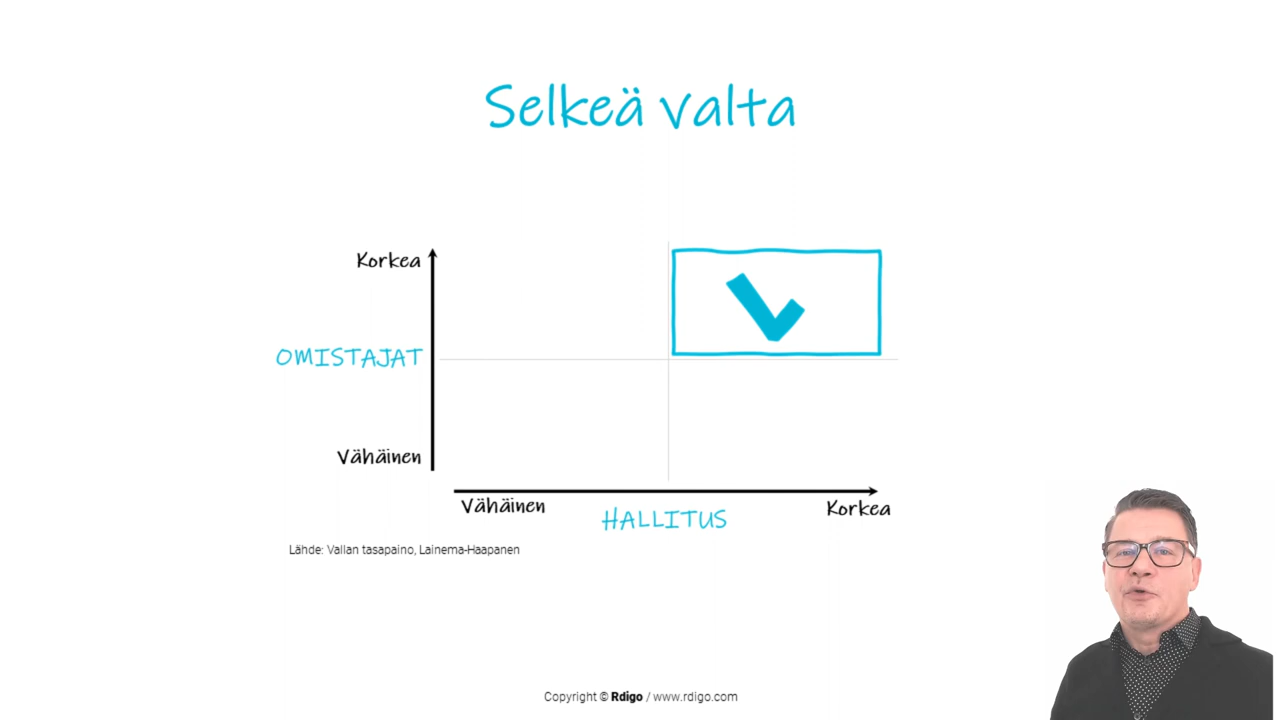 Selkeä valta
Korkea
OMISTAJAT
Vähäinen
Vähäinen
HALLITUS
Korkea
Lähde: Vallan tasapaino, Lainema-Haapanen
Copyright © Rdigo / www.rdigo.com